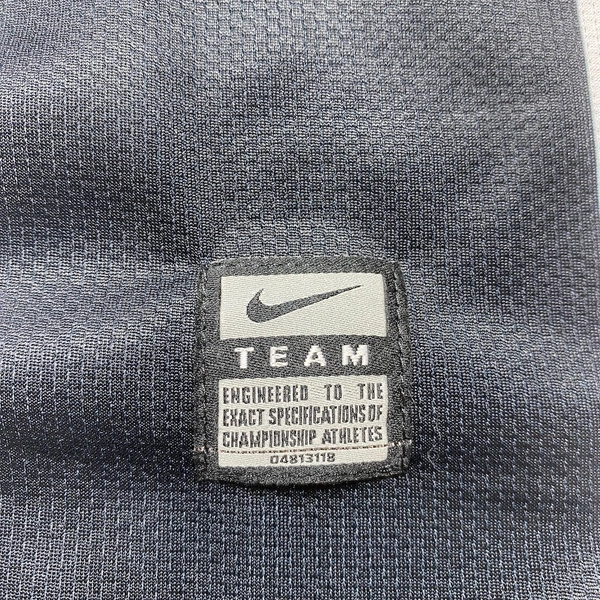 TEAM
ENGINEERED TO THE
EXACT SPECIFICATIONS OF
CHAMPIONSHIP ATHLETES
04813118